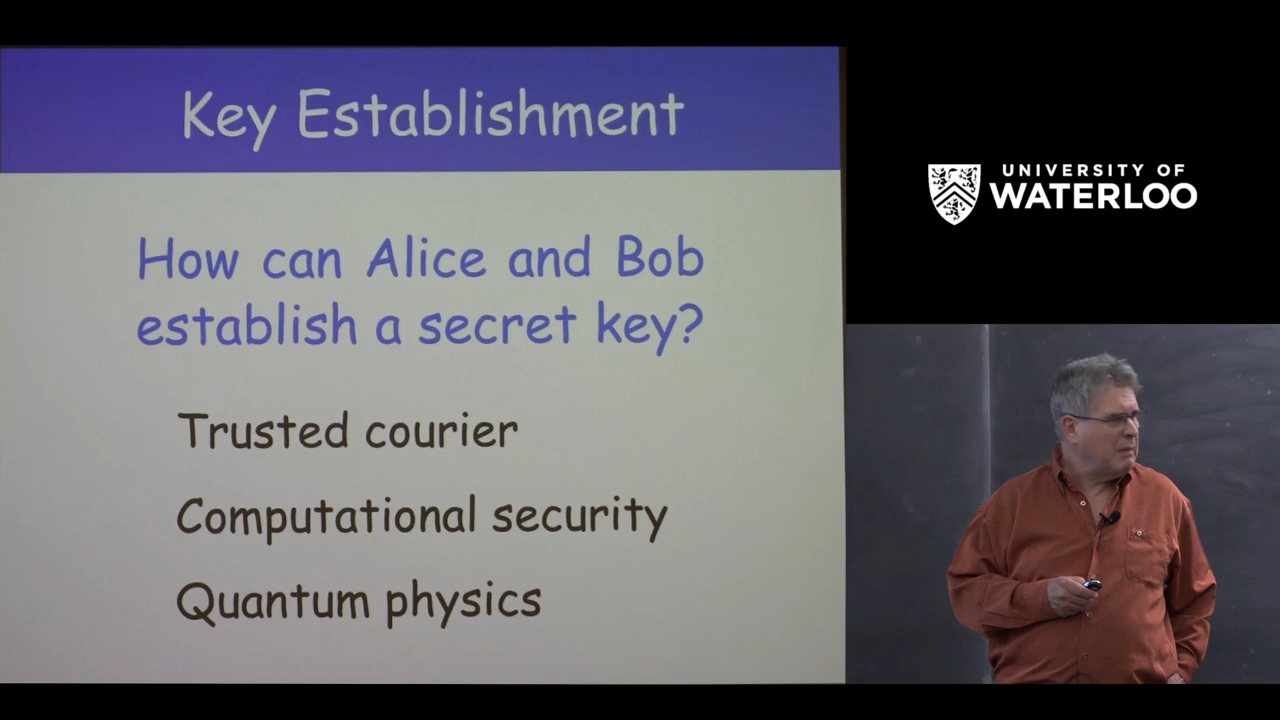 Key Establishment
How can Alice and Bob
establish a secret key?
Trusted courier
Computational security
Quantum physics
UNIVERSITY OF
WATERLOO